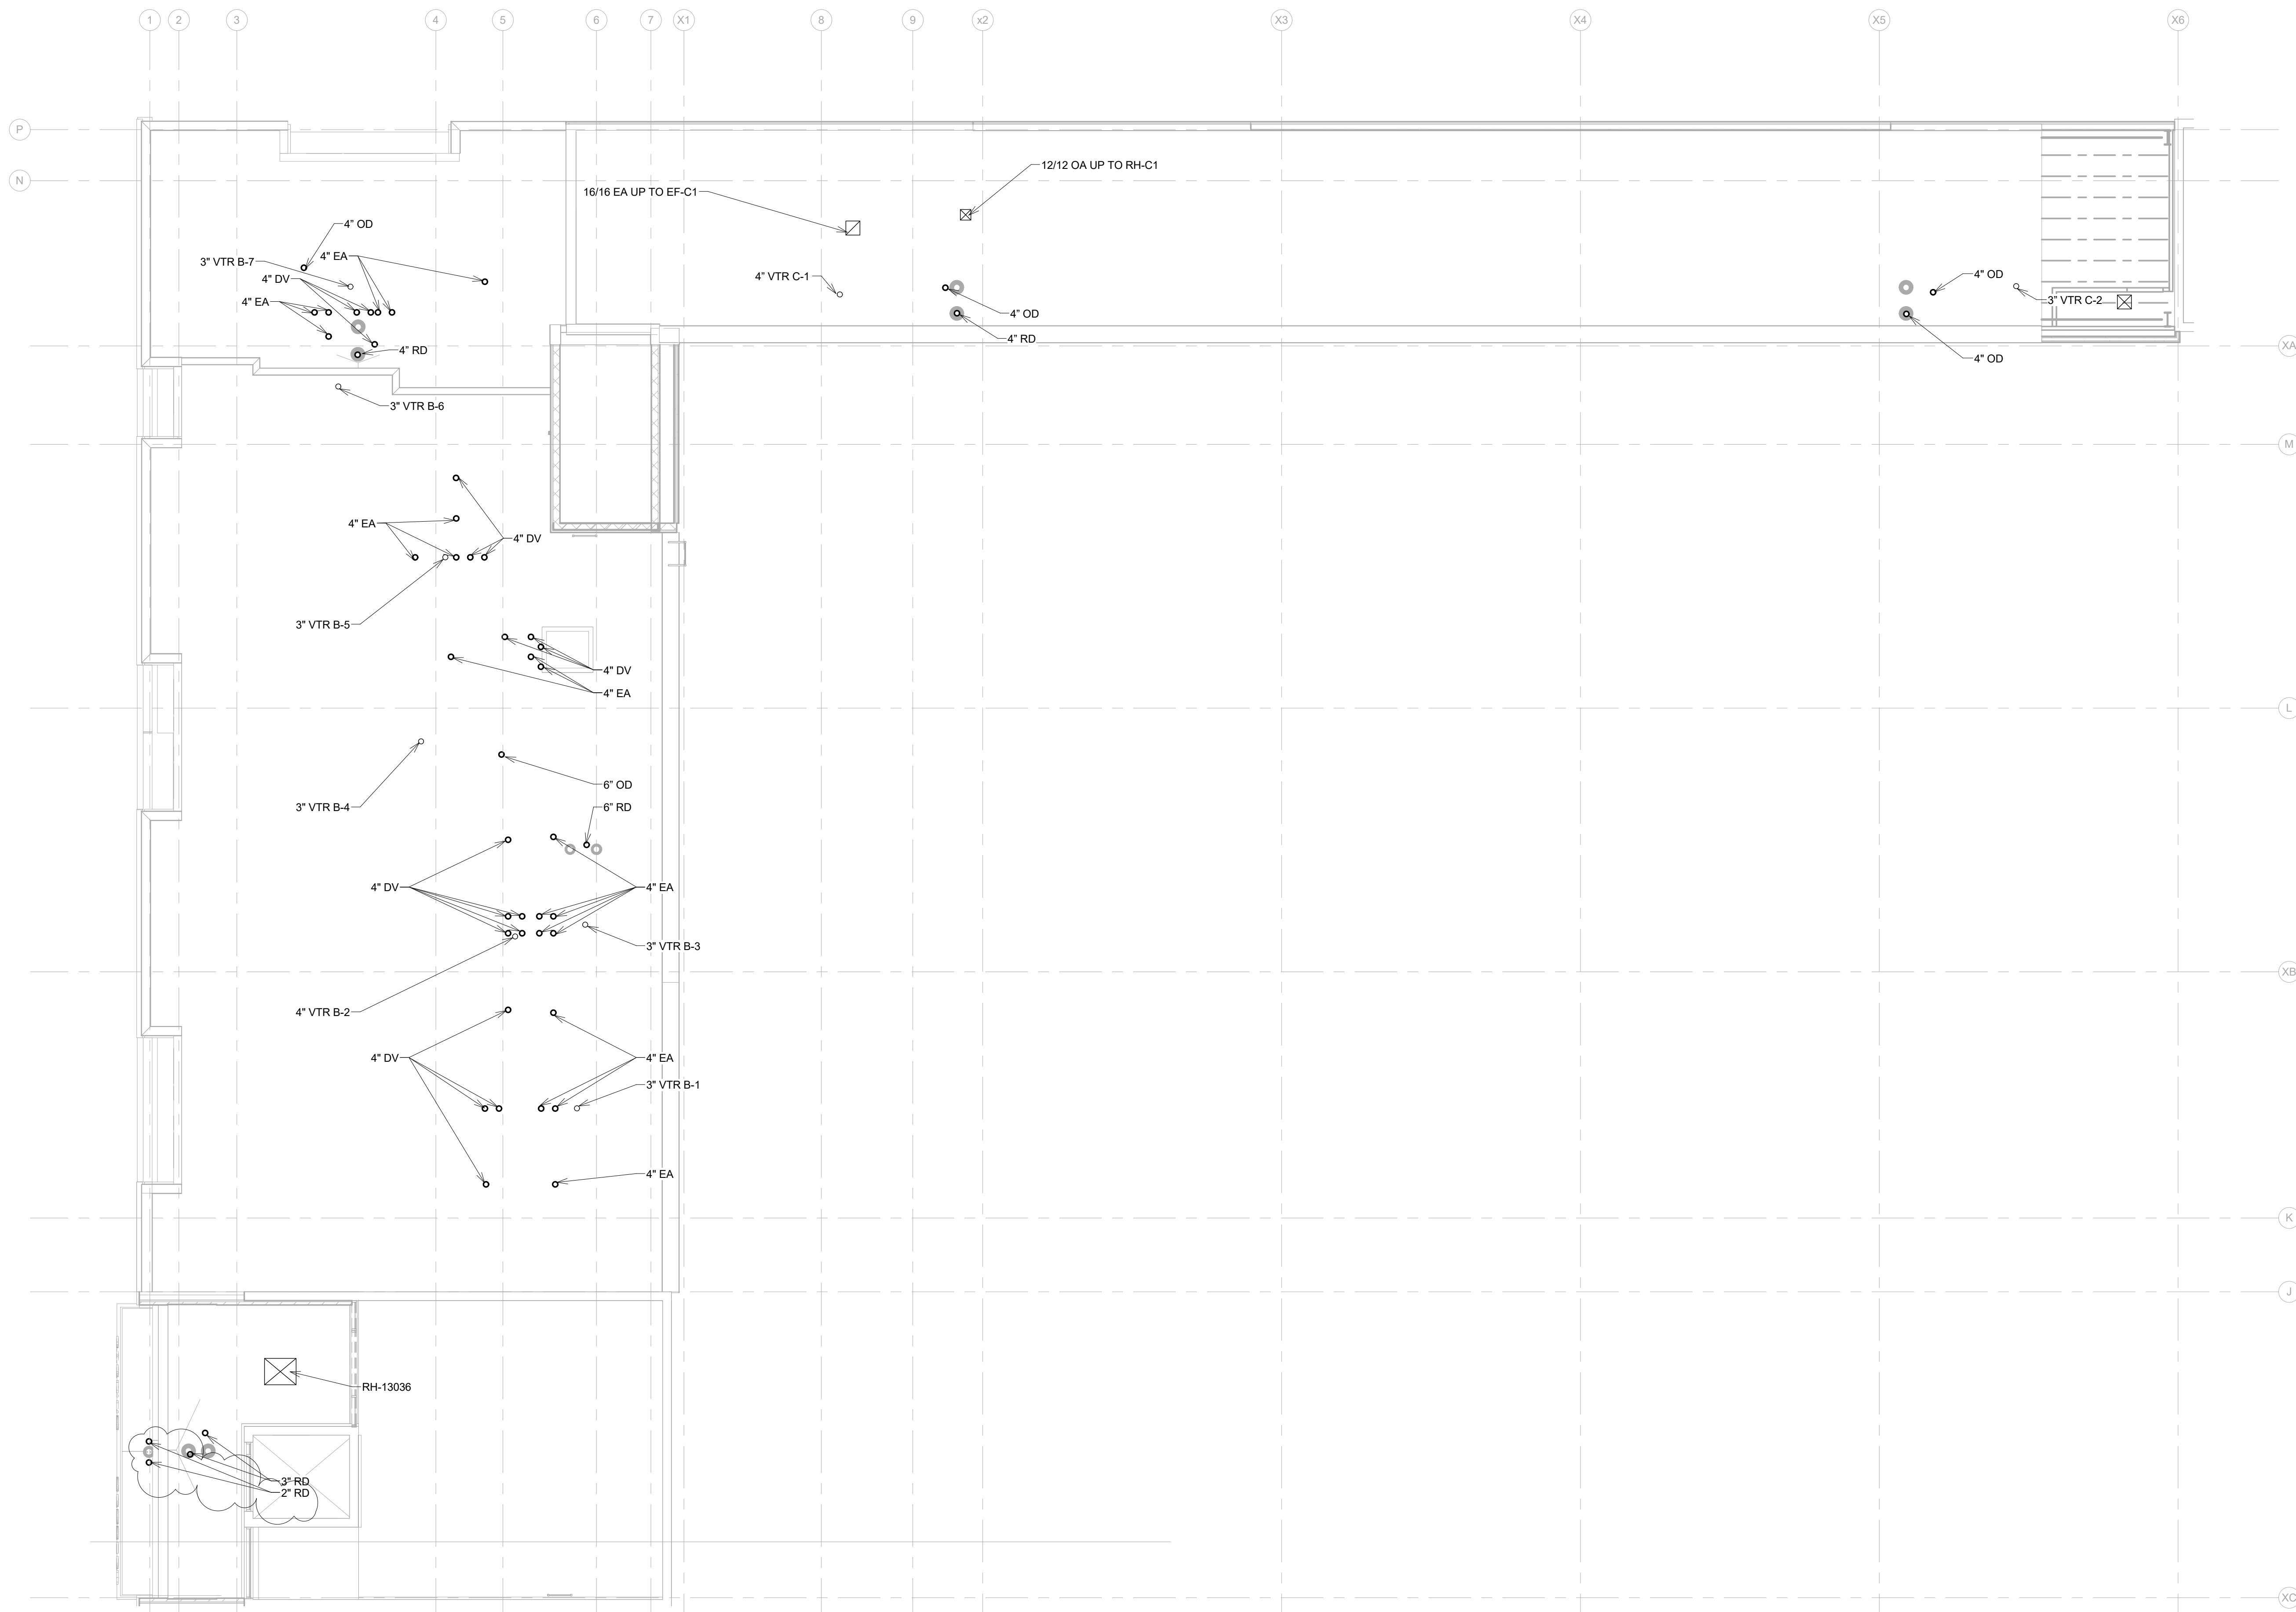 1 2 3 4 5 6 7 X1 8 9 x2 X3 X4 X5 X6
P
N
12/12 OA UP TO RH-C1
16/16 EA UP TO EF-C1
4” OD
3" VTR B-7
4" EA
4" DV
4" EA
4” RD
3" VTR B-6
4” VTR C-1
4” OD
4” RD
4" OD
3” VTR C-2
4" OD
XA
M
4" EA
4" DV
3" VTR B-5
4" DV
4" EA
L
3" VTR B-4
6” OD
6” RD
4" DV
4" EA
3" VTR B-3
XB
4" VTR B-2
4" DV
4" EA
3" VTR B-1
4" EA
K
J
RH-13036
3" RD
2" RD
XC